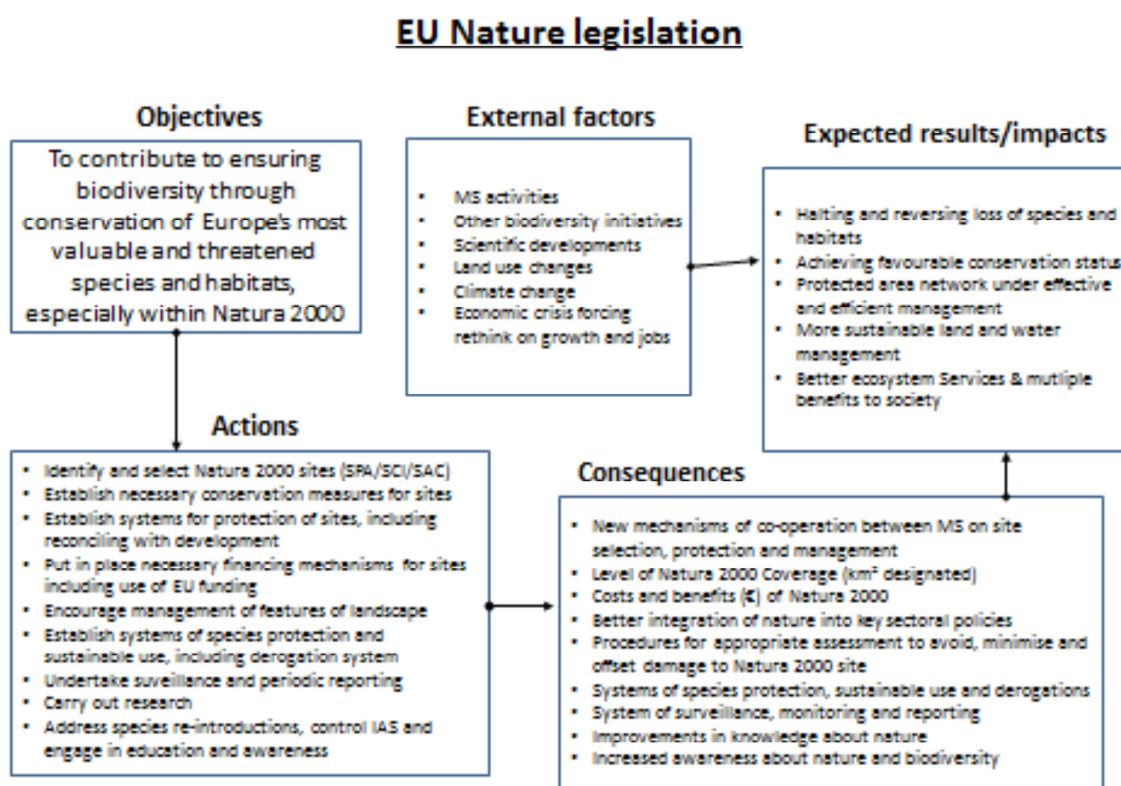 EU Nature legislation
Objectives
To contribute to ensuring
biodiversity through
conservation of Europe's most
valuable and threatened
species and habitats,
especially within Natura 2000
External factors
• MS activities
• Other biodiversity initiatives
• Scientific developments
• Land use changes
• Climate change
• Economic crisis forcing
rethink on growth and jobs
Expected results/impacts
• Halting and reversing loss of species and
habitats
• Achieving favourable conservation status
• Protected area network under effective
and efficient management
• More sustainable land and water
management
• Better ecosystem Services & mutliple
benefits to society
Actions
• Identify and select Natura 2000 sites (SPA/SCI/SAC)
• Establish necessary conservation measures for sites
• Establish systems for protection of sites, including
reconciling with development
• Put in place necessary financing mechanisms for sites
including use of EU funding
• Encourage management of features of landscape
• Establish systems of species protection and
sustainable use, including derogation system
• Undertake suveillance and periodic reporting
• Carry out research
• Address species re-introductions, control IAS and
engage in education and awareness
Consequences
• New mechanisms of co-operation between MS on site
selection, protection and management
• Level of Natura 2000 Coverage (km² designated)
• Costs and benefits (€) of Natura 2000
• Better integration of nature into key sectoral policies
• Procedures for appropriate assessment to avoid, minimise and
offset damage to Natura 2000 site
• Systems of species protection, sustainable use and derogations
• System of surveillance, monitoring and reporting
• Improvements in knowledge about nature
• Increased awareness about nature and biodiversity